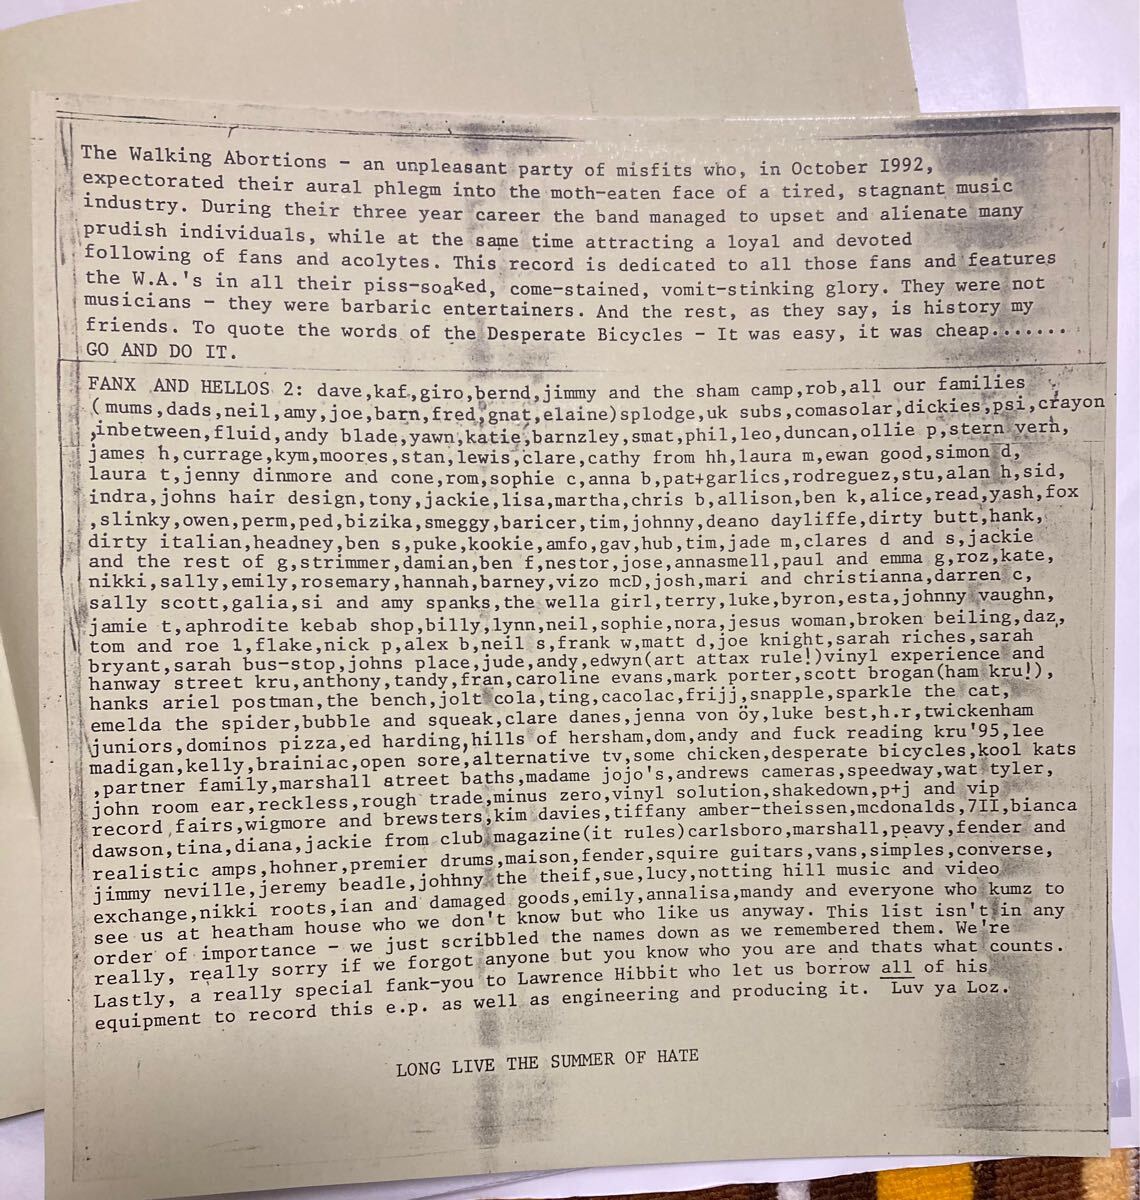 The Walking Abortions - an unpleasant party of misfits who, in October I992,
expectorated their aural phlegm into the moth-eaten face of a tired, stagnant music
industry. During their three year career the band managed to upset and alienate many
prudish individuals, while at the same time attracting a loyal and devoted
following of fans and acolytes. This record is dedicated to all those fans and features
the W.A.'s in all their piss-soaked, come-stained, vomit-stinking glory. They were not
musicians - they were barbaric entertainers. And the rest, as they say, is history my
friends. To quote the words of the Desperate Bicycles - It was easy, it was cheap.......
GO AND DO IT.
FANX AND HELLOS 2: dave,kaf,giro,bernd,jimmy and the sham camp,rob,all our families
(mums,dads,neil,amy,joe,barn,fred,gnat,elaine)splodge,uk subs,comasolar,dickies,psi,crayon
,inbetween,fluid,andy blade,yawn,katie,barnzley,smat,phil,leo,duncan,ollie p,stern verh,
james h,currage,kym,moores,stan,lewis,clare,cathy from hh,laura m,ewan good,simon d,
laura t,jenny dinmore and cone,rom,sophie c,anna b,pat+garlics,rodreguez,stu,alan h,sid,
indra,johns hair design,tony,jackie,lisa,martha,chris b,allison,ben k,alice,read,yash,fox
,slinky,owen,perm,ped,bizika,smeggy,baricer,tim,johnny,deano dayliffe,dirty butt,hank,
dirty italian,headney,ben s,puke,kookie,amfo,gav,hub,tim,jade m,clares d and s,jackie
and the rest of g,strimmer,damian,ben f,nestor,jose,annasmell,paul and emma g,roz,kate,
nikki,sally,emily,rosemary,hannah,barney,vizo mcD,josh,mari and christianna,darren c,
sally scott,galia,si and amy spanks,the wella girl,terry,luke,byron,esta,johnny vaughn,
jamie t,aphrodite kebab shop,billy,lynn,neil,sophie,nora,jesus woman,broken beiling,daz,
tom and roe l,flake,nick p,alex b,neil s,frank w,matt d,joe knight,sarah riches,sarah
bryant,sarah bus-stop,johns place,jude,andy,edwyn(art attax rule!)vinyl experience and
hanway street kru,anthony,tandy,fran,caroline evans,mark porter,scott brogan(ham kru!),
hanks ariel postman,the bench,jolt cola,ting,cacolac,frijj,snapple,sparkle the cat,
emelda the spider,bubble and squeak,clare danes,jenna von öy,luke best,h.r,twickenham
juniors,dominos pizza,ed harding,hills of hersham,dom,andy and fuck reading kru'95,lee
madigan,kelly,brainiac,open sore,alternative tv,some chicken,desperate bicycles,kool kats
,partner family,marshall atreet baths,madame jojo's,andrews cameras,speedway,wat tyler,
john room ear,reckless,rough trade,minus zero,vinyl solution,shakedown,p+j and vip
record fairs,wigmore and brewsters,kim davies,tiffany amber-theissen,mcdonalds,7II,bianca
dawson,tina,diana,jackie from club magazine(it rules)carlsboro,marshall,peavy,fender and
realistic amps,hohner,premier drums,maison,fender,squire guitars,vans,simples,converse,
jimmy neville,jeremy beadle,johhny the theif,sue,lucy,notting hill music and video
exchange,nikki roots,ian and damaged goods,emily,annalisa,mandy and everyone who kumz to
see us at heatham house who we don't know but who like us anyway. This list isn't in any
order of importance - we just scribbled the names down as we remembered them. We're
really, really sorry if we forgot anyone but you know who you are and thats what counts.
Lastly, a really special fank-you to Lawrence Hibbit who let us borrow all of his
equipment to record this e.p. as well as engineering and producing it. Luv ya Loz.
LONG LIVE THE SUMMER OF HATE